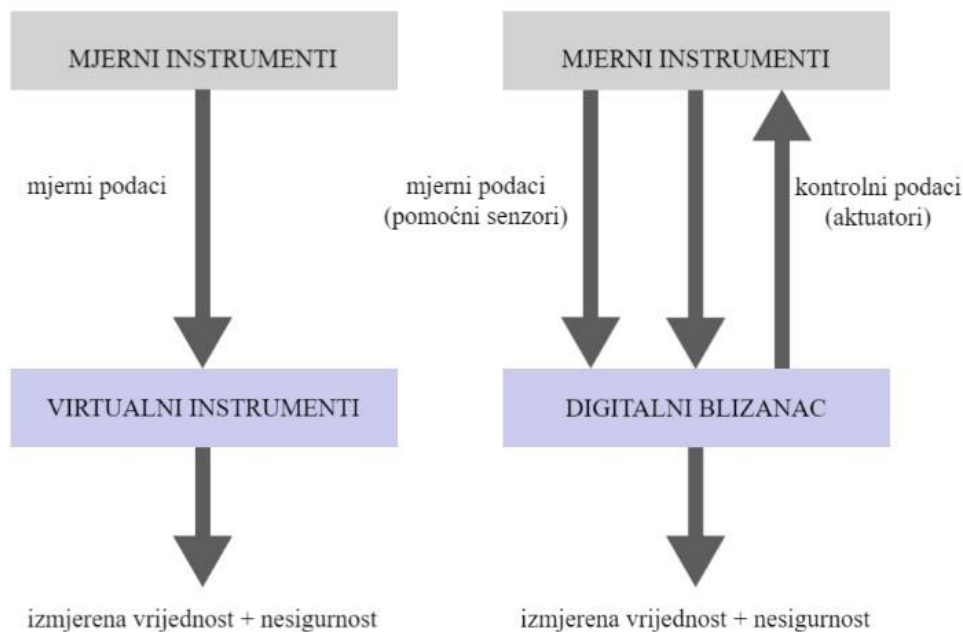 MJERNI INSTRUMENTI
mjerni podaci
VIRTUALNI INSTRUMENTI
izmjerena vrijednost + nesigurnost
MJERNI INSTRUMENTI
mjerni podaci
(pomoćni senzori)
kontrolni podaci
(aktuatori)
DIGITALNI BLIZANAC
izmjerena vrijednost + nesigurnost